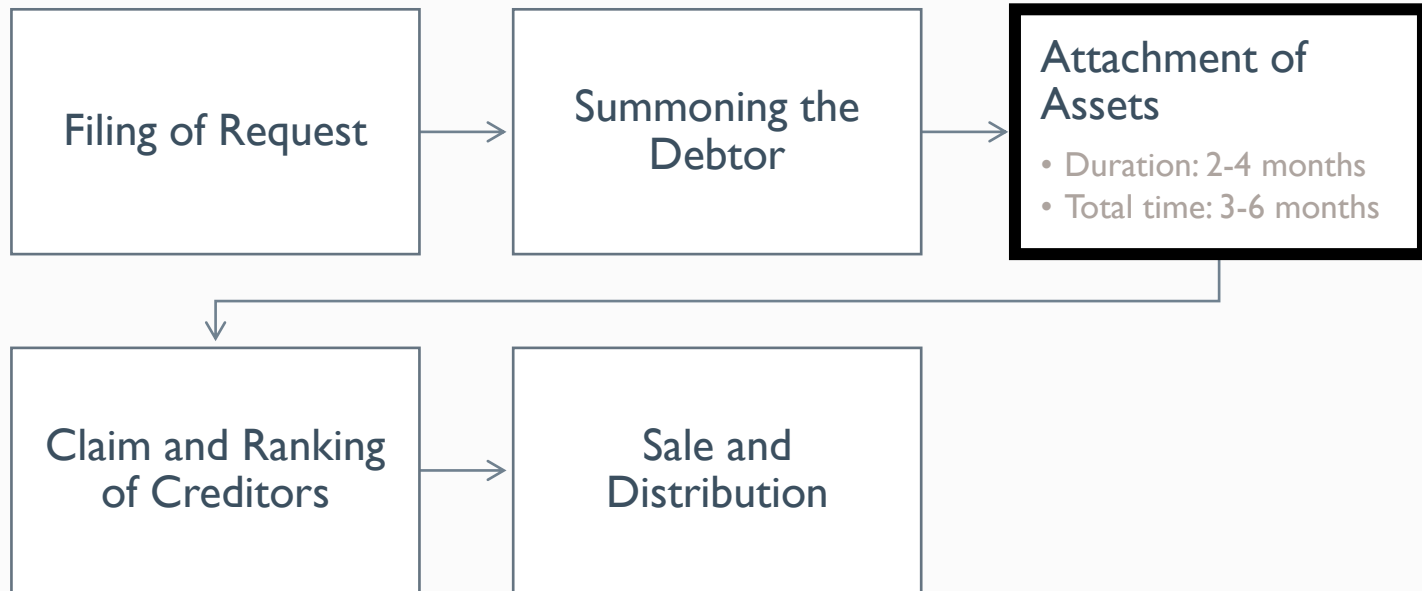 Filing of Request
Summoning the
Debtor
Attachment of
Assets
• Duration: 2-4 months
• Total time: 3-6 months
Claim and Ranking
of Creditors
Sale and
Distribution